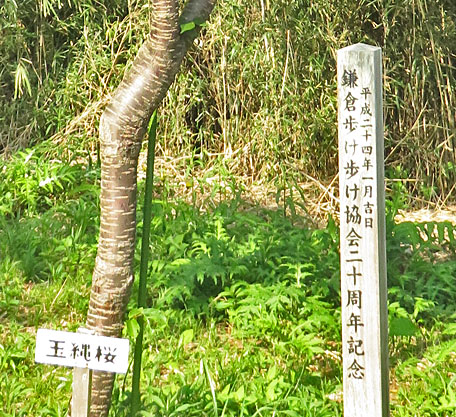 平成二十四年一月吉日
鎌倉歩け歩け協会二十周年記念
玉縄桜